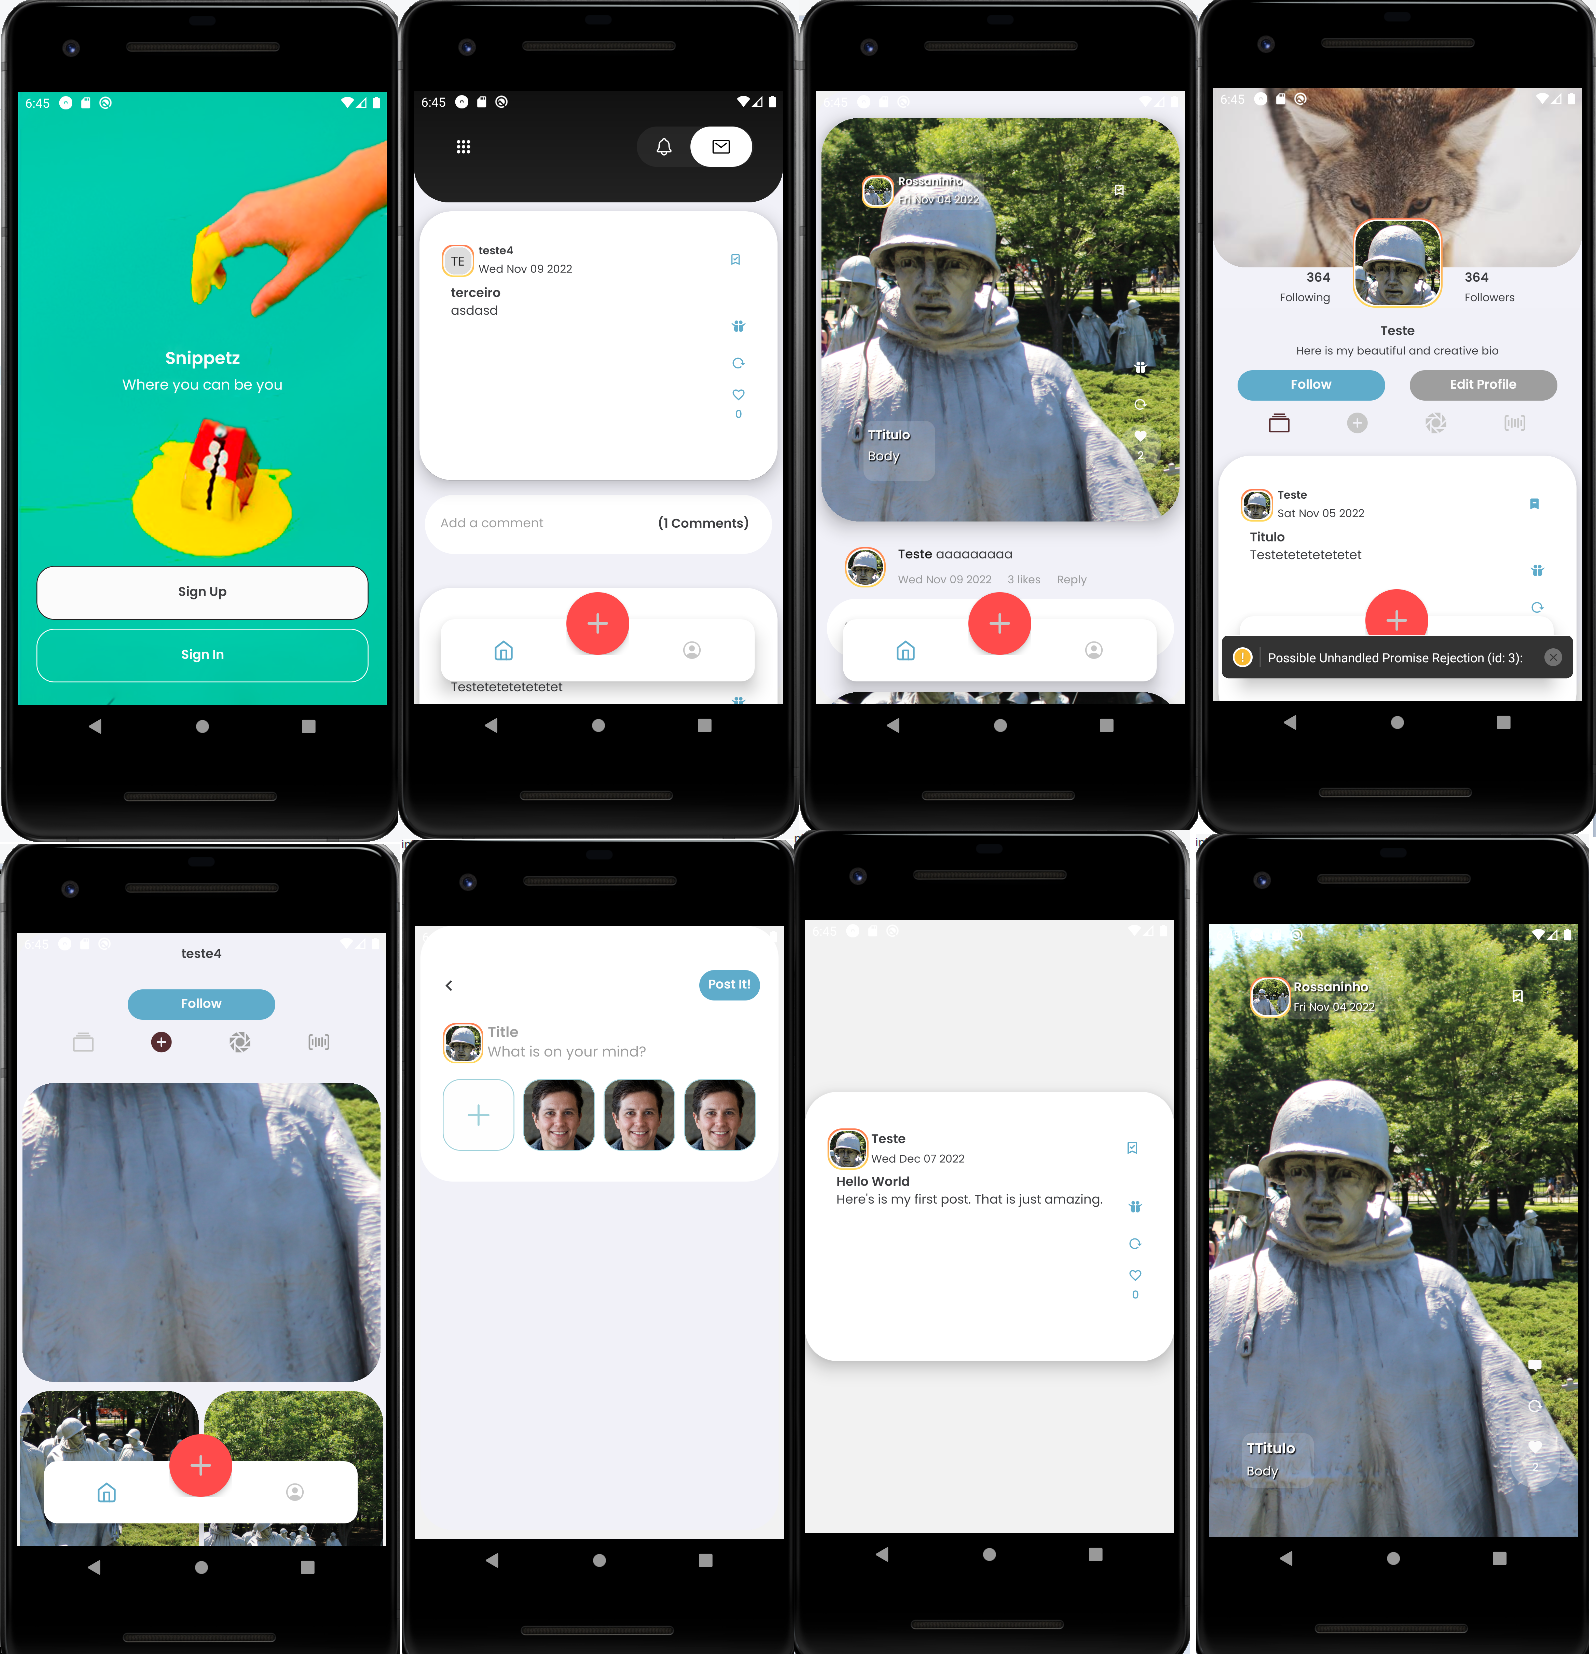 6:45
Snippetz
Where you can be you
Sign Up
Sign In
6:45
teste4
TE
Wed Nov 09 2022
terceiro
asdasd
0
Add a comment
(1 Comments)
Testetetetetetet
6:45
Rossaninho
Fri Nov 04 2022
TTitulo
Body
2
Teste aaaaaaaaa
Wed Nov 09 2022 3 likes Reply
6:45
364
Following
364
Followers
Teste
Here is my beautiful and creative bio
Follow
Edit Profile
Teste
Sat Nov 05 2022
Titulo
Testetetetetetet
! Possible Unhandled Promise Rejection (id: 3):
6:45
teste4
Follow
Post It!
Title
What is on your mind?
6:45
Teste
Wed Dec 07 2022
Hello World
Here's is my first post. That is just amazing.
0
Rossaninho
Fri Nov 04 2022
TTitulo
Body
2